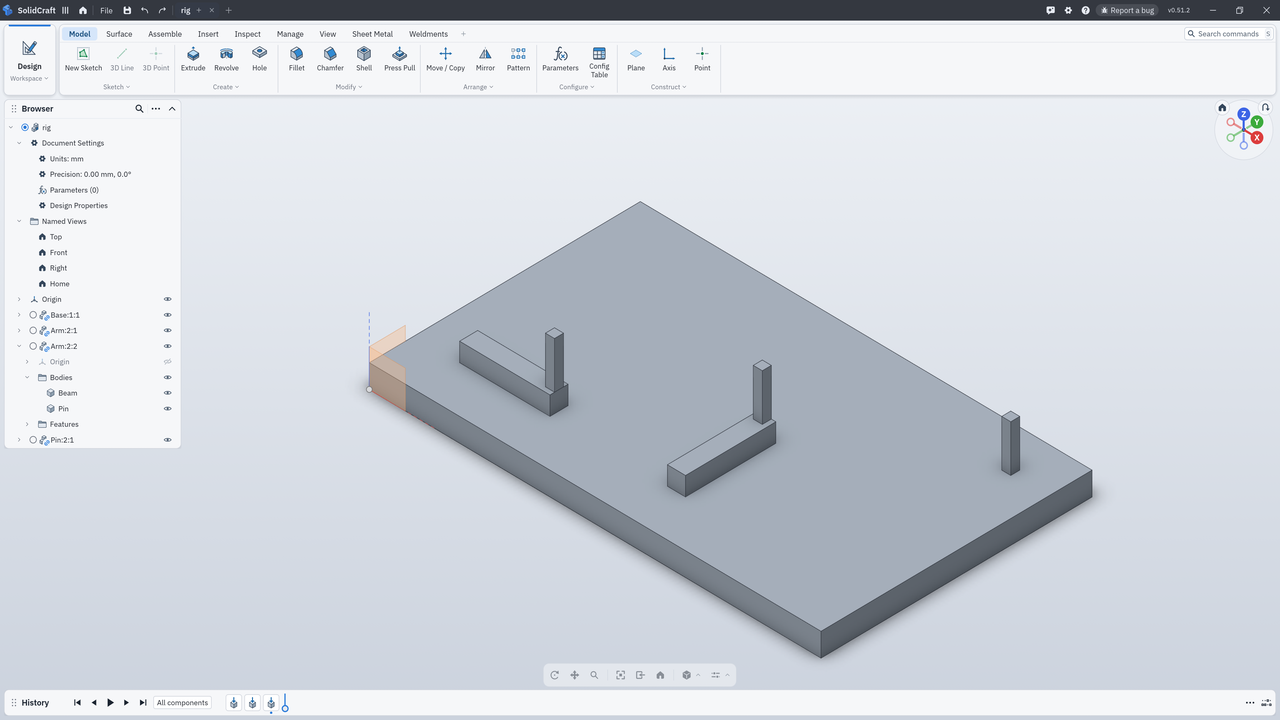 SolidCraft
File
rig
Report a bug
v0.51.2
Design
Workspace
Model
Surface
Assembly
Insert
Inspect
Manage
View
Sheet Metal
Weldments
Search commands
S
New Sketch
3D Line
3D Point
Extrude
Revolve
Hole
Fillet
Chamfer
Shell
Press Pull
Move / Copy
Mirror
Pattern
Parameters
Config
Table
Plane
Axis
Point
Sketch
Create
Modify
Arrange
Configure
Construct
Browser
rig
Document Settings
Units: mm
Precision: 0.00 mm, 0.0°
Parameters (0)
Design Properties
Named Views
Top
Front
Right
Home
Origin
Base:1:1
Arm:2:1
Arm:2:2
Origin
Bodies
Beam
Pin
Features
Pin:2:1
Z
Y
X
History
All components